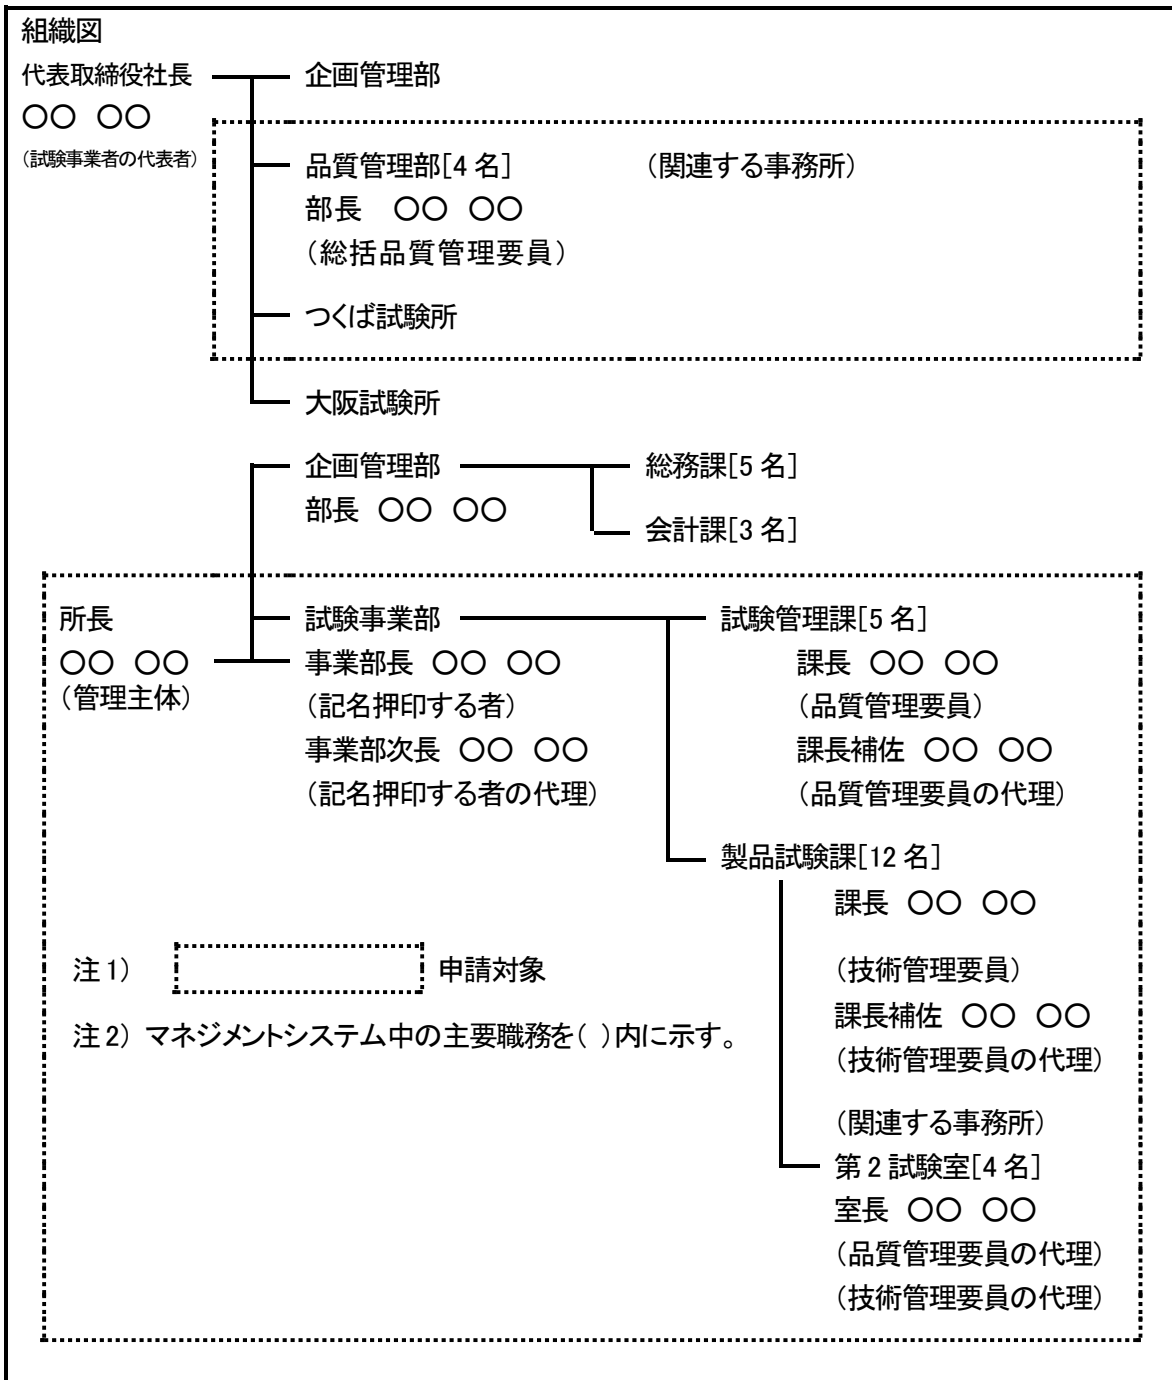 組織図
代表取締役社長 企画管理部
○○ ○○
(試験事業者の代表者)
品質管理部[4名] (関連する事務所)
部長 ○○ ○○
(総括品質管理要員)
つくば試験所
大阪試験所
企画管理部 総務課[5名]
部長 ○○ ○○
会計課[3名]
所長 試験事業部 試験管理課[5名]
○○ ○○ 事業部長 ○○ ○○ 課長 ○○ ○○
(管理主体) (記名押印する者) (品質管理要員)
事業部次長 ○○ ○○ 課長補佐 ○○ ○○
(記名押印する者の代理) (品質管理要員の代理)
製品試験課[12名]
課長 ○○ ○○
注1) 申請対象 (技術管理要員)
課長補佐 ○○ ○○
注2) マネジメントシステム中の主要職務を( )内に示す。
(技術管理要員の代理)
(関連する事務所)
第2試験室[4名]
室長 ○○ ○○
(品質管理要員の代理)
(技術管理要員の代理)